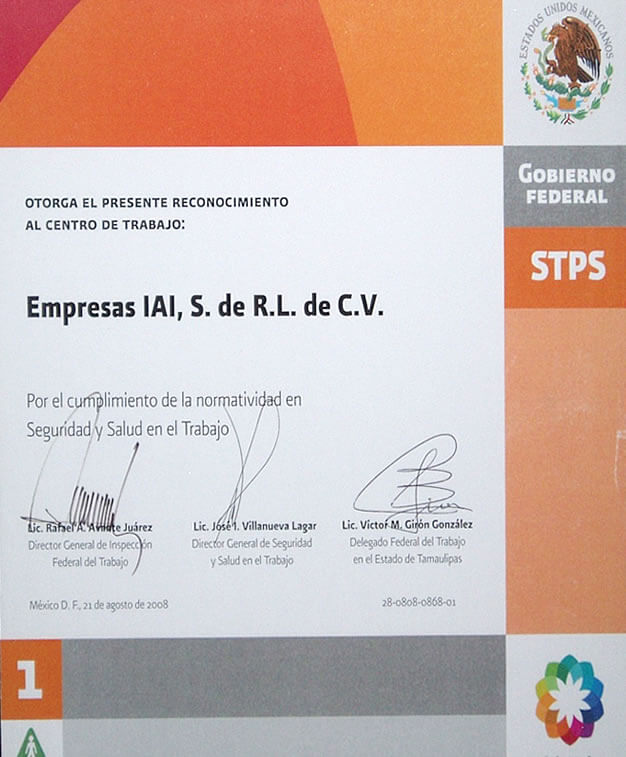 ESTADOS UNIDOS MEXICANOS
GOBIERNO
FEDERAL
STPS
OTORGA EL PRESENTE RECONOCIMIENTO
AL CENTRO DE TRABAJO:
Empresas IAI, S. de R.L. de C.V.
Por el cumplimiento de la normatividad en
Seguridad y Salud en el Trabajo
Lic. Rafael A. Juárez
Director General de Inspección
Federal del Trabajo
Lic. José I. Villanueva Lagar
Director General de Seguridad
y Salud en el Trabajo
Lic. Víctor M. Girón González
Delegado Federal del Trabajo
en el Estado de Tamaulipas
México D. F., 21 de agosto de 2008
28-0808-0868-01
1